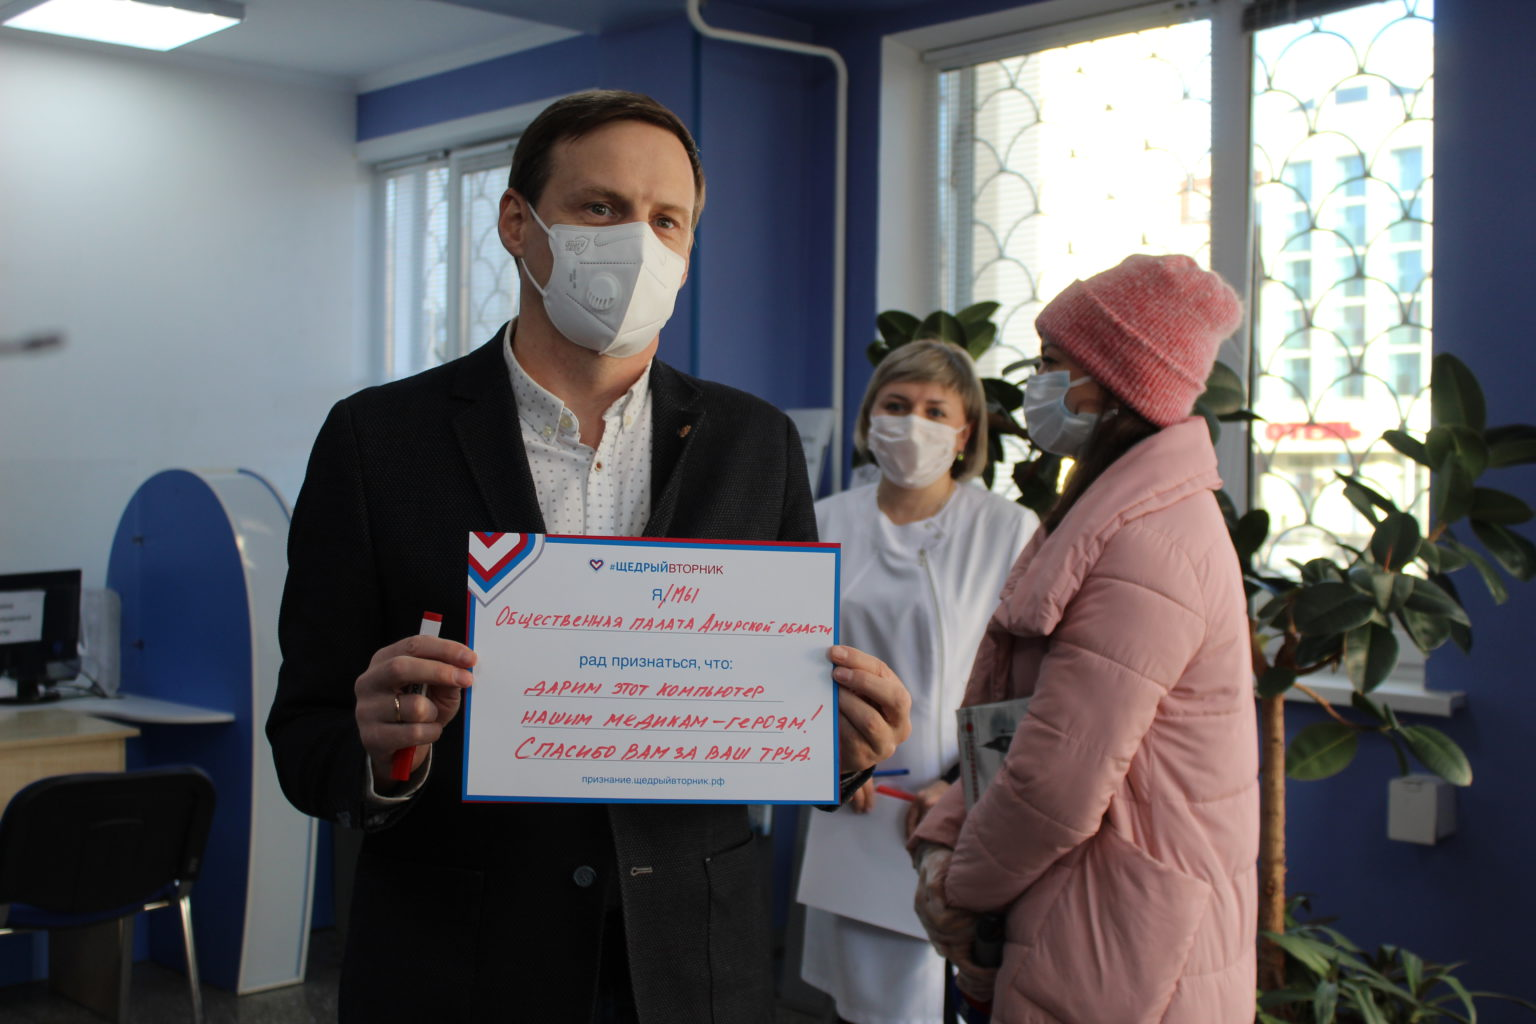 #ЩЕДРЫЙВТОРНИК
Я/МЫ
Общественная палата Амурской области
рад признаться, что:
дарим этот компьютер
нашим медикам-героям!
Спасибо вам за ваш труд.
признание.щедрыйвторник.рф